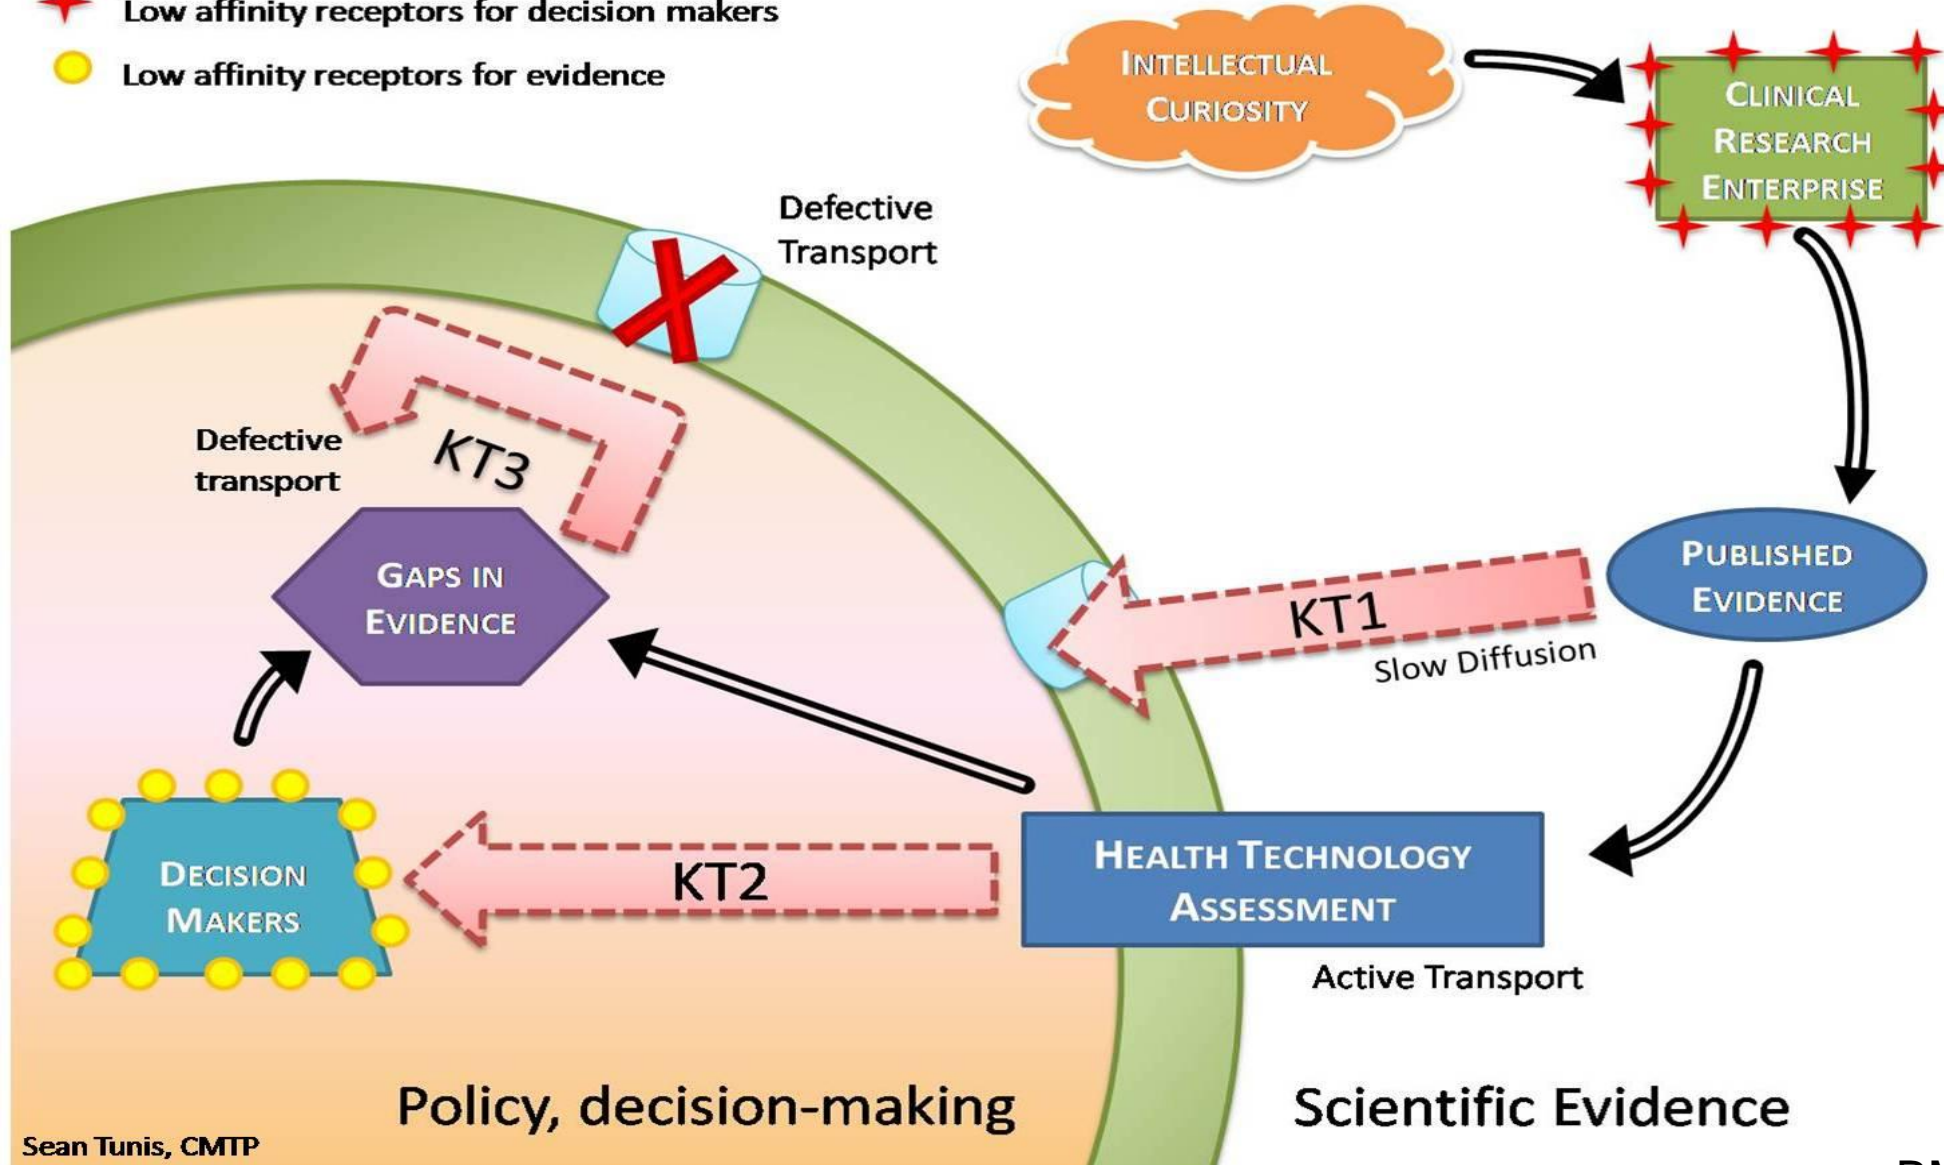 Low affinity receptors for decision makers
Low affinity receptors for evidence
INTELLECTUAL
CURIOSITY
CLINICAL
RESEARCH
ENTERPRISE
Defective
Transport
Defective
transport
KT3
GAPS IN
EVIDENCE
PUBLISHED
EVIDENCE
KT1
Slow Diffusion
DECISION
MAKERS
KT2
HEALTH TECHNOLOGY
ASSESSMENT
Active Transport
Policy, decision-making
Scientific Evidence
Sean Tunis, CMTP